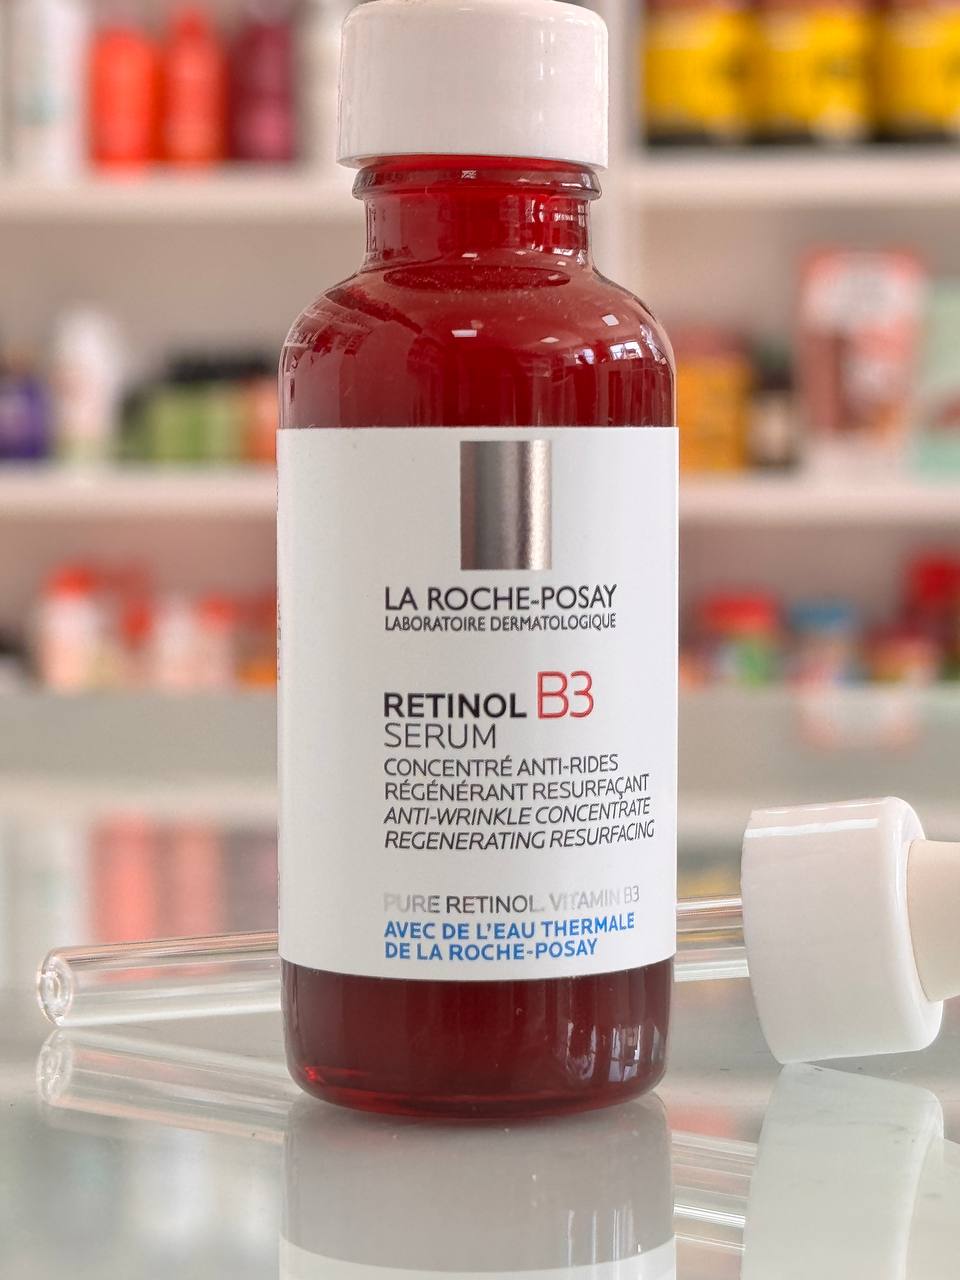 LA ROCHE-POSAY
LABORATOIRE DERMATOLOGIQUE
RETINOL B3
SERUM
CONCENTRÉ ANTI-RIDES
RÉGÉNÉRANT RESURFAÇANT
ANTI-WRINKLE CONCENTRATE
REGENERATING RESURFACING
PURE RETINOL. VITAMIN B3
AVEC DE L'EAU THERMALE
DE LA ROCHE-POSAY